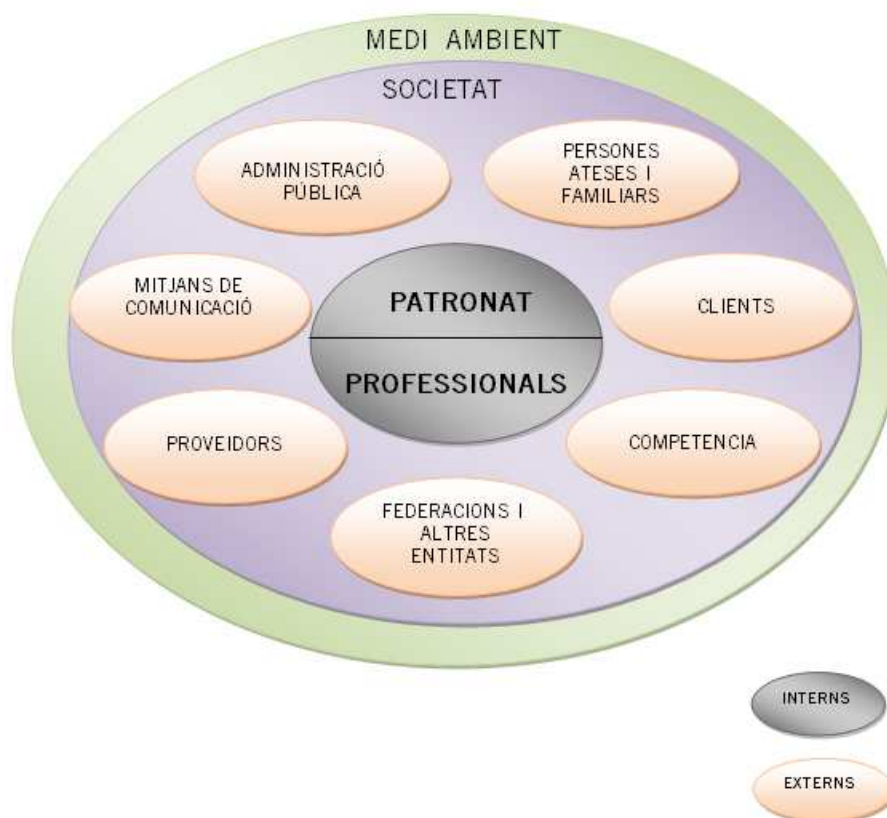 MEDI AMBIENT
SOCIETAT
ADMINISTRACIÓ
PÚBLICA
PERSONES
ATESES I
FAMILIARS
MITJANS DE
COMUNICACIÓ
PATRONAT
CLIENTS
PROFESSIONALS
PROVEIDORS
COMPETENCIA
FEDERACIONS I
ALTRES
ENTITATS
INTERNS
EXTERNS